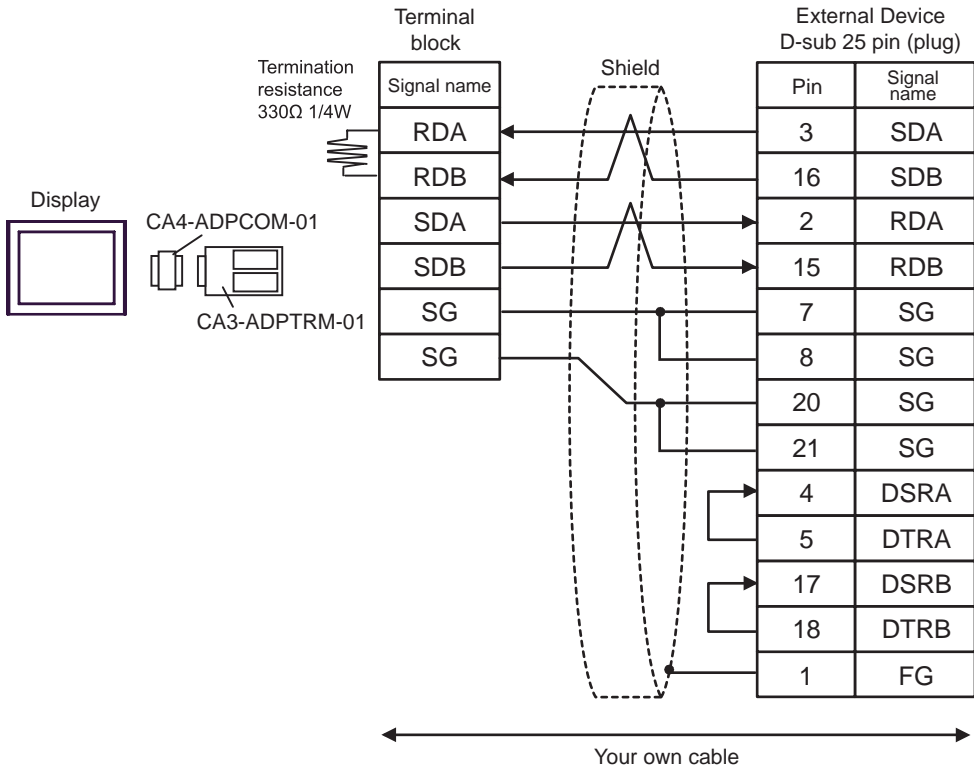 Terminal
block
External Device
D-sub 25 pin (plug)
Termination
resistance
330Ω 1/4W
Shield
Signal name
Pin
Signal
name
RDA
3
SDA
RDB
16
SDB
Display
CA4-ADPCOM-01
CA3-ADPTRM-01
SDA
2
RDA
SDB
15
RDB
SG
7
SG
SG
8
SG
20
SG
21
SG
4
DSRA
5
DTRA
17
DSRB
18
DTRB
1
FG
Your own cable